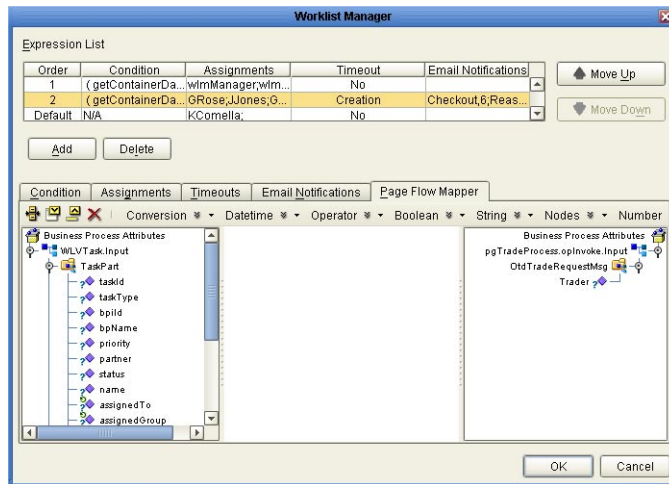 Worklist Manager
Expression List
Order Condition Assignments Timeout Email Notifications
1 ( getContainerDa... wlmManager;wlm... No
2 ( getContainerDa... GRose;JJones;G... Creation Checkout,6;Reas...
Default N/A KComella; No
Move Up
Move Down
Add Delete
Condition Assignments Timeouts Email Notifications Page Flow Mapper
Conversion Datetime Operator Boolean String Nodes Number
Business Process Attributes
WLVTask.Input
TaskPart
taskId
taskType
bpiId
bpName
priority
partner
status
name
assignedTo
assignedGroup
Business Process Attributes
pgTradeProcess.opInvoke.Input
OtdTradeRequestMsg
Trader
OK Cancel